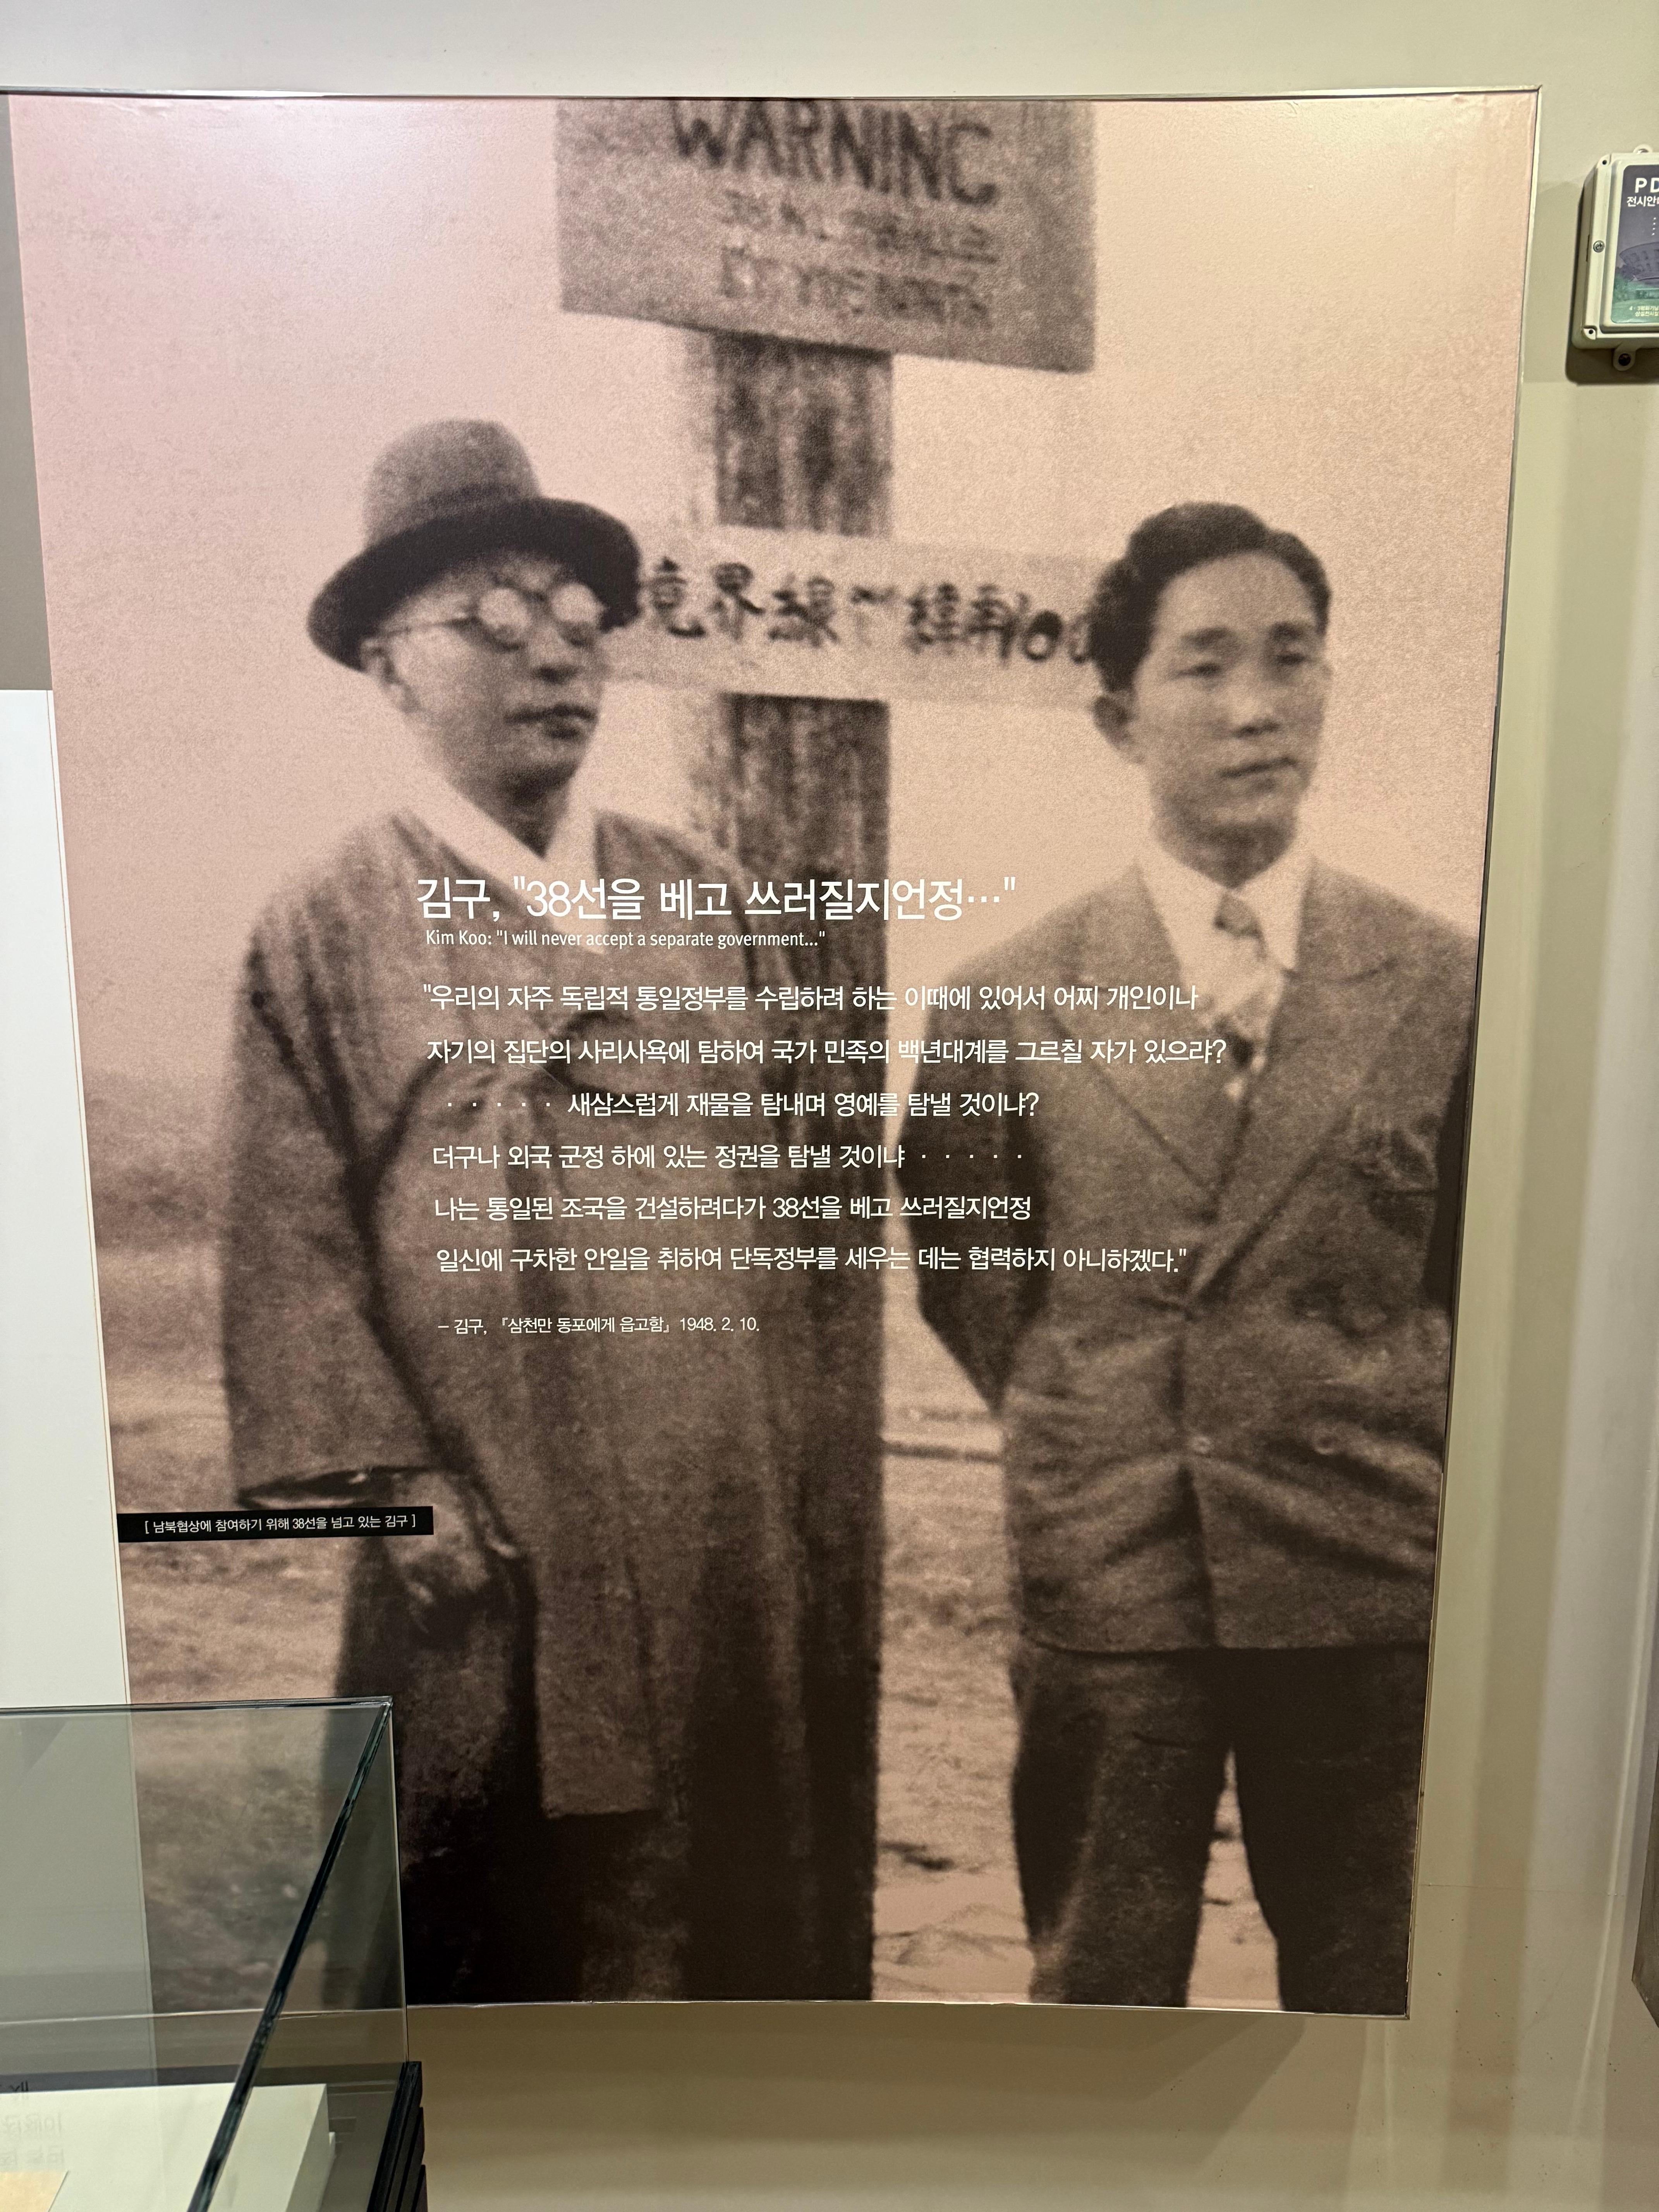 WARNING
境界線
김구, "38선을 베고 쓰러질지언정…"
Kim Koo: "I will never accept a separate government..."
"우리의 자주 독립적 통일정부를 수립하려 하는 이때에 있어서 어찌 개인이나
자기의 집단의 사리사욕에 탐하여 국가 민족의 백년대계를 그르칠 자가 있으랴?
· · · · · 새삼스럽게 재물을 탐내며 영예를 탐낼 것이냐?
더구나 외국 군정 하에 있는 정권을 탐낼 것이냐 · · · · ·
나는 통일된 조국을 건설하려다가 38선을 베고 쓰러질지언정
일신에 구차한 안일을 취하여 단독정부를 세우는 데는 협력하지 아니하겠다."
– 김구, 『삼천만 동포에게 읍고함』 1948. 2. 10.
[ 남북협상에 참여하기 위해 38선을 넘고 있는 김구 ]